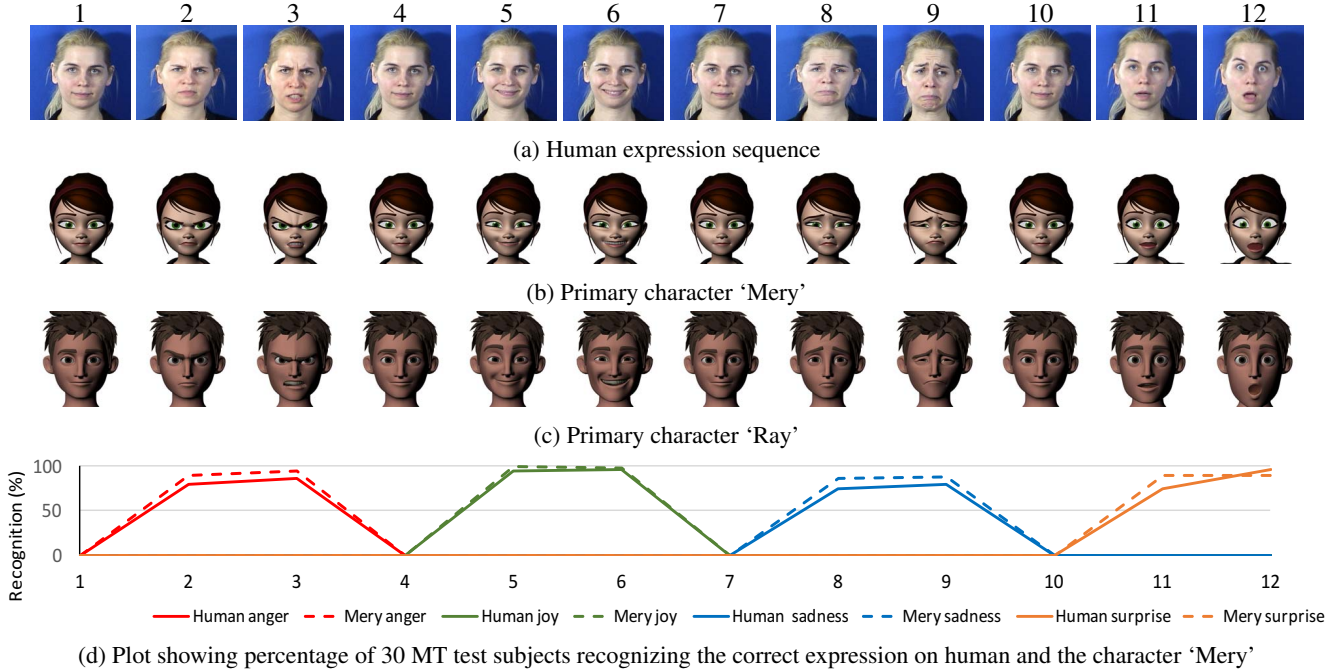 1 2 3 4 5 6 7 8 9 10 11 12
(a) Human expression sequence
(b) Primary character ‘Mery’
(c) Primary character ‘Ray’
Recognition (%)
100
50
0
1 2 3 4 5 6 7 8 9 10 11 12
Human anger Mery anger Human joy Mery joy Human sadness Mery sadness Human surprise Mery surprise
(d) Plot showing percentage of 30 MT test subjects recognizing the correct expression on human and the character ‘Mery’